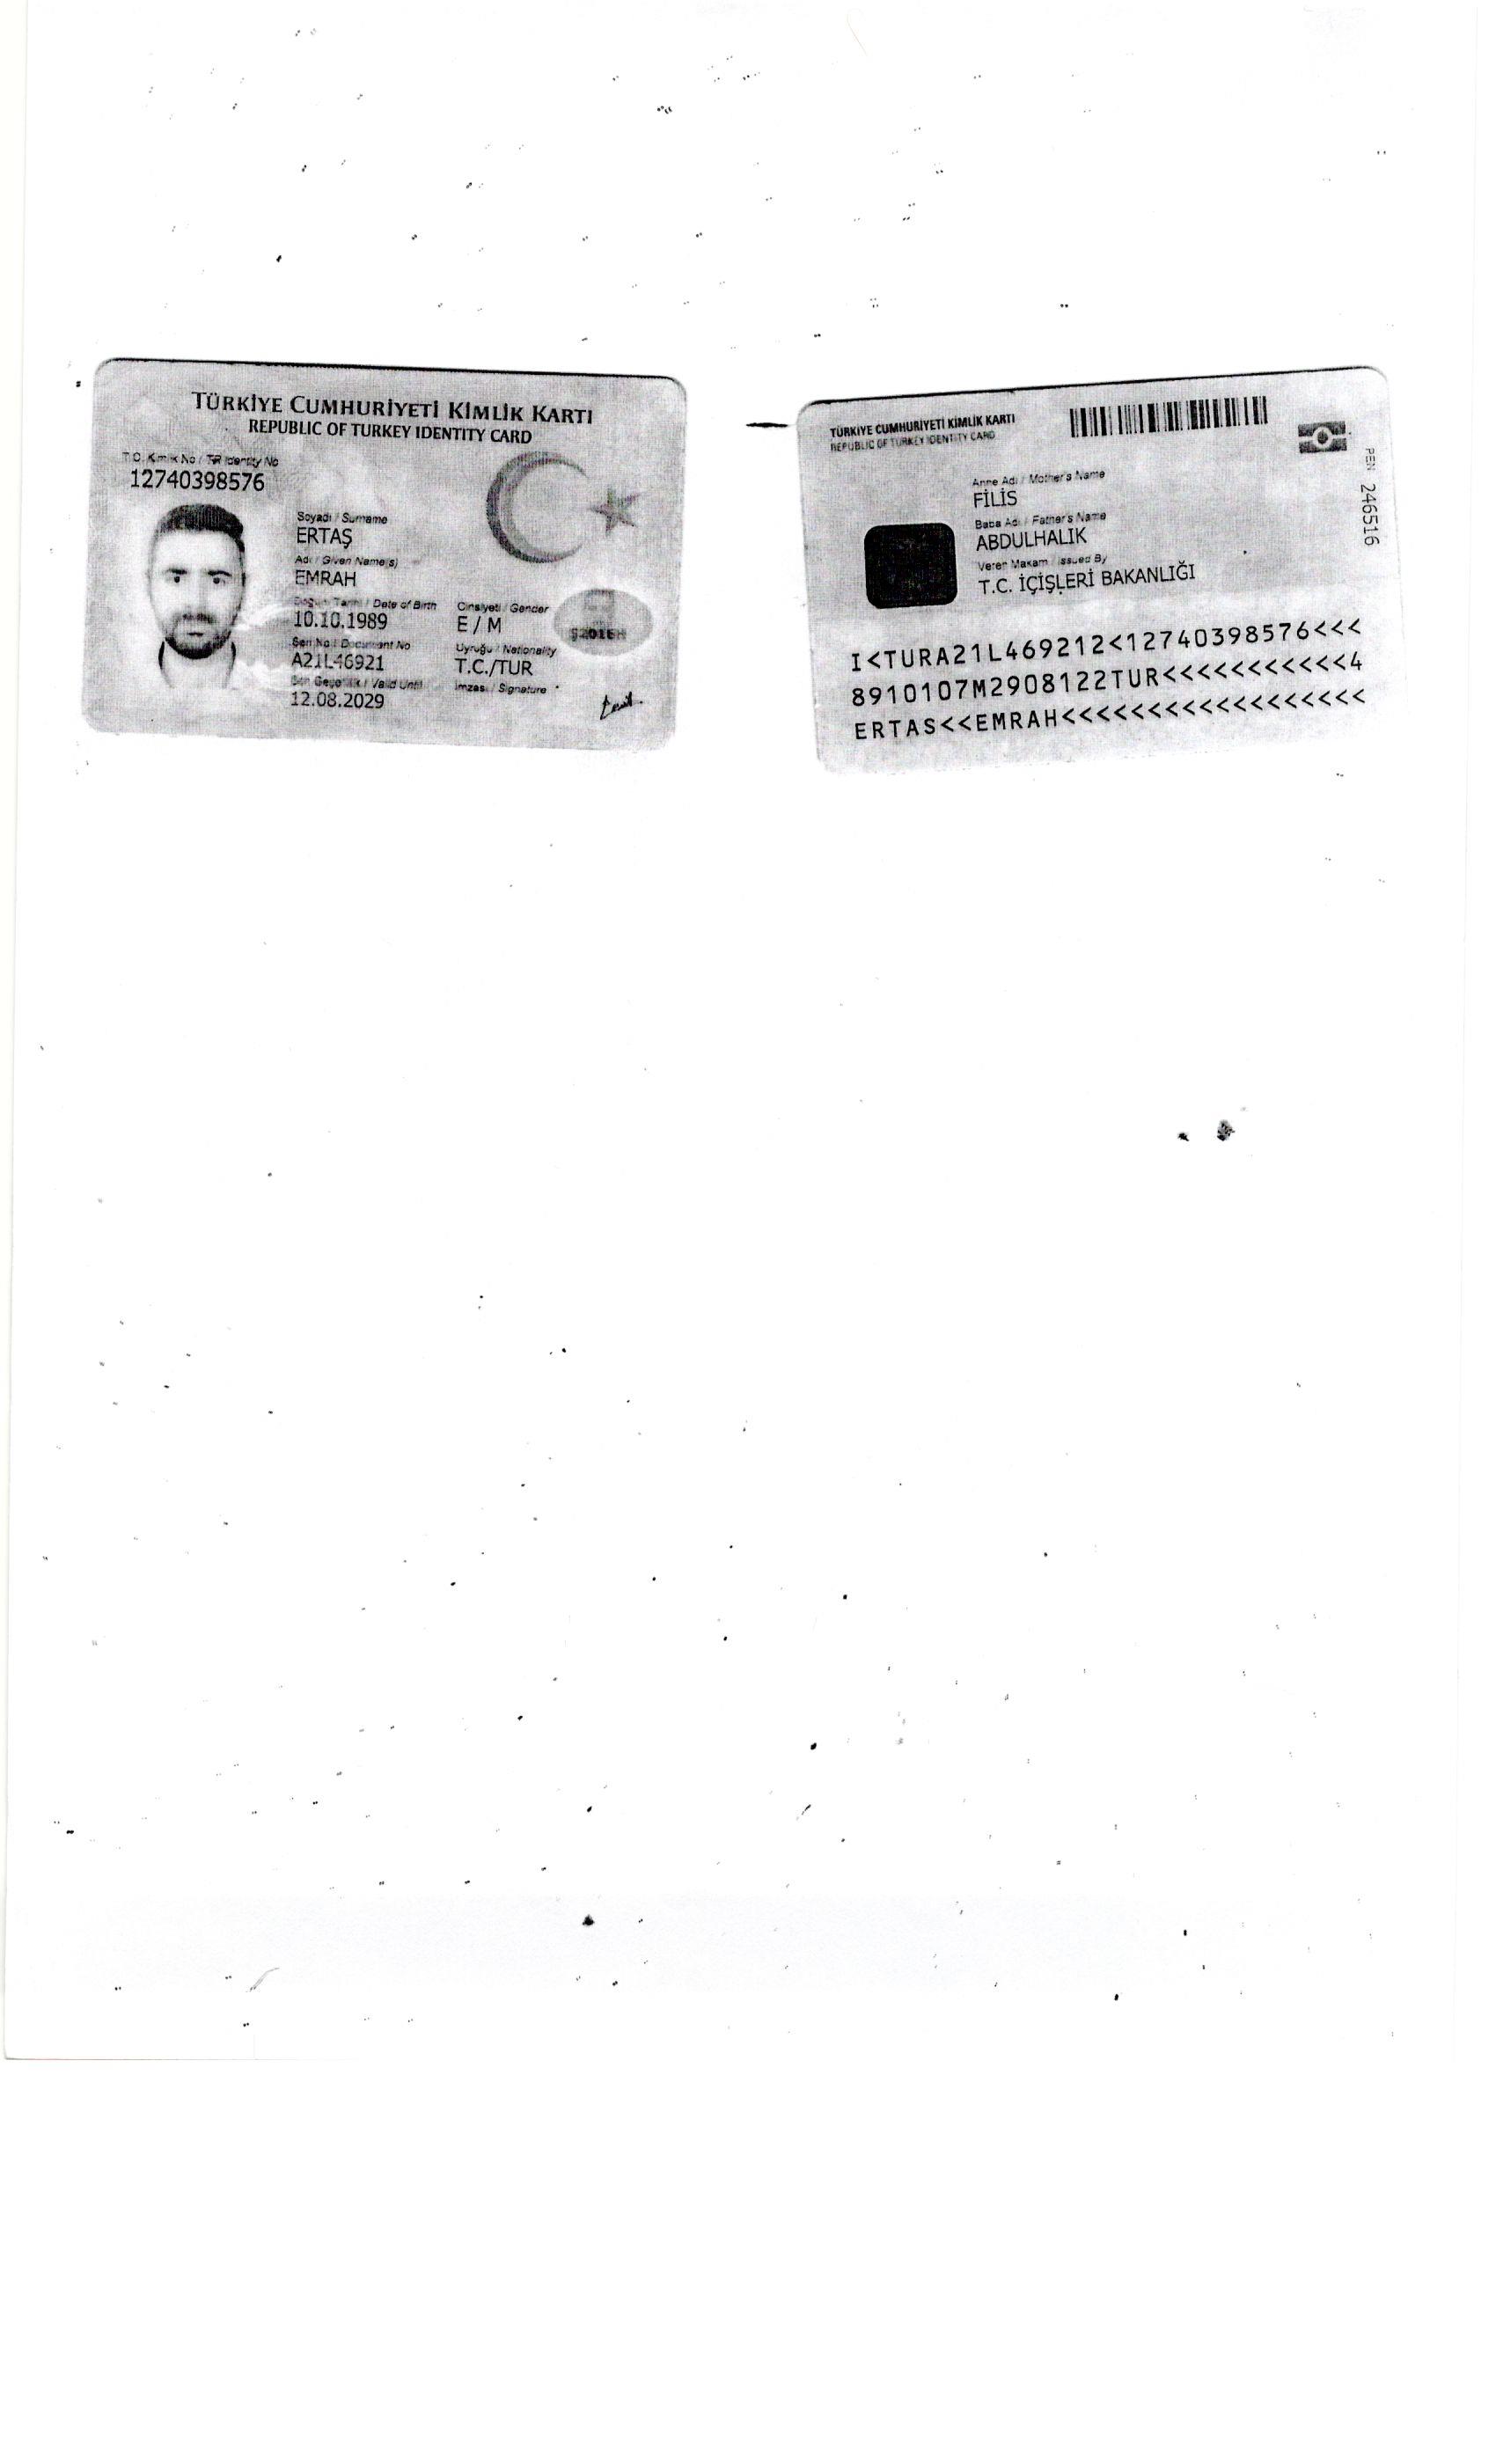 TÜRKİYE CUMHURİYETİ KİMLİK KARTI
REPUBLIC OF TURKEY IDENTITY CARD
T.C. Kimlik No / TR Identity No
12740398576
Soyadı / Surname
ERTAŞ
Adı / Given Name(s)
EMRAH
Doğum Tarihi / Date of Birth
10.10.1989
Cinsiyeti / Gender
E / M
Seri No / Document No
A21L46921
Uyruğu / Nationality
T.C./TUR
Son Geçerlilik / Valid Until
12.08.2029
İmzası / Signature
TÜRKİYE CUMHURİYETİ KİMLİK KARTI
REPUBLIC OF TURKEY IDENTITY CARD
Anne Adı / Mother's Name
FİLİS
Baba Adı / Father's Name
ABDULHALIK
Veren Makam / Issued By
T.C. İÇİŞLERİ BAKANLIĞI
246516
I<TURA21L469212<12740398576<<<
8910107M2908122TUR<<<<<<<<<<<4
ERTAS<<EMRAH<<<<<<<<<<<<<<<<<<